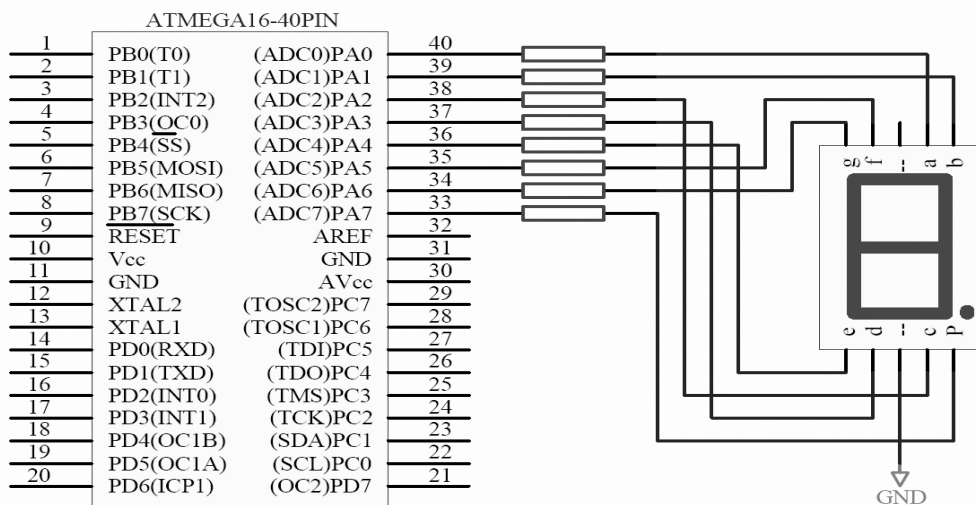 ATMEGA16-40PIN
1 PB0(T0) (ADC0)PA0 40
2 PB1(T1) (ADC1)PA1 39
3 PB2(INT2) (ADC2)PA2 38
4 PB3(OC0) (ADC3)PA3 37
5 PB4(SS) (ADC4)PA4 36
6 PB5(MOSI) (ADC5)PA5 35
7 PB6(MISO) (ADC6)PA6 34
8 PB7(SCK) (ADC7)PA7 33
9 RESET AREF 32
10 Vcc GND 31
11 GND AVcc 30
12 XTAL2 (TOSC2)PC7 29
13 XTAL1 (TOSC1)PC6 28
14 PD0(RXD) (TDI)PC5 27
15 PD1(TXD) (TDO)PC4 26
16 PD2(INT0) (TMS)PC3 25
17 PD3(INT1) (TCK)PC2 24
18 PD4(OC1B) (SDA)PC1 23
19 PD5(OC1A) (SCL)PC0 22
20 PD6(ICP1) (OC2)PD7 21
g f -- a b
e d -- c P
GND